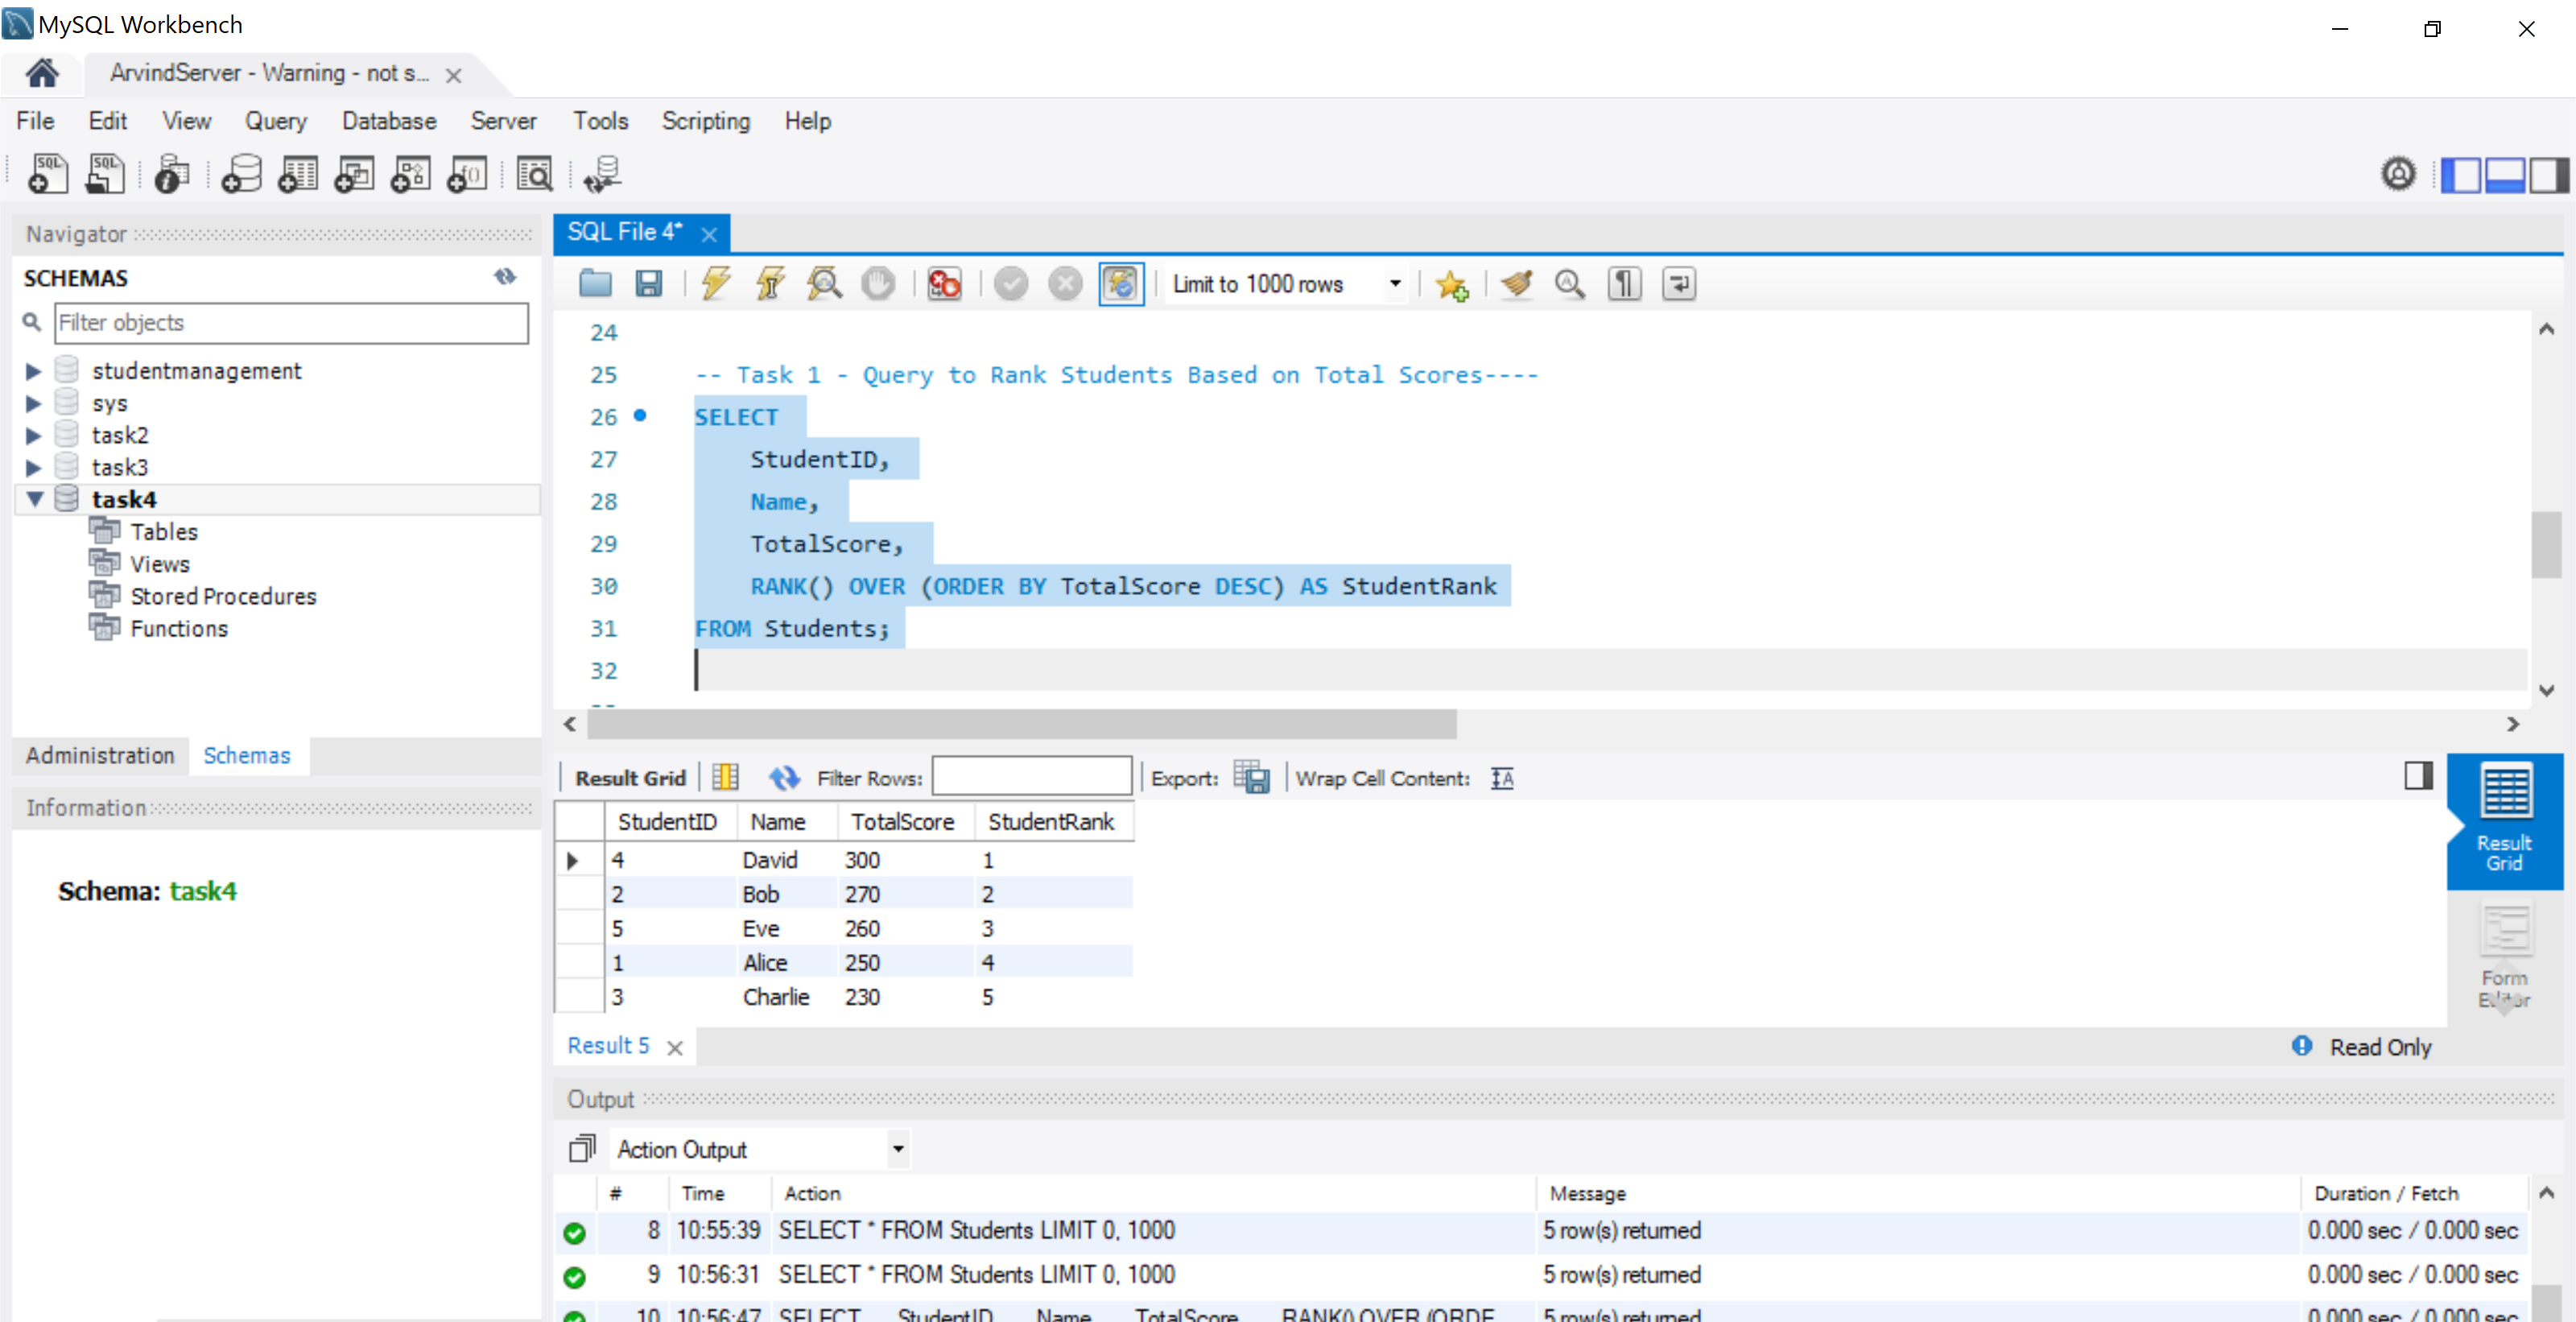 MySQL Workbench
ArvindServer - Warning - not s...
File Edit View Query Database Server Tools Scripting Help
Navigator
SCHEMAS
Filter objects
studentmanagement
sys
task2
task3
task4
Tables
Views
Stored Procedures
Functions
Administration Schemas
Information
Schema: task4
SQL File 4*
Limit to 1000 rows
24
25 -- Task 1 - Query to Rank Students Based on Total Scores----
26 SELECT
27 StudentID,
28 Name,
29 TotalScore,
30 RANK() OVER (ORDER BY TotalScore DESC) AS StudentRank
31 FROM Students;
32
Result Grid Filter Rows: Export: Wrap Cell Content:
StudentID Name TotalScore StudentRank
4 David 300 1
2 Bob 270 2
5 Eve 260 3
1 Alice 250 4
3 Charlie 230 5
Result
Grid
Form
Editor
Result 5
Read Only
Output
Action Output
# Time Action Message Duration / Fetch
8 10:55:39 SELECT * FROM Students LIMIT 0, 1000 5 row(s) returned 0.000 sec / 0.000 sec
9 10:56:31 SELECT * FROM Students LIMIT 0, 1000 5 row(s) returned 0.000 sec / 0.000 sec
10 10:56:47 SELECT StudentID Name TotalScore RANK() OVER (ORDE 5 row(s) returned 0.000 sec / 0.000 sec